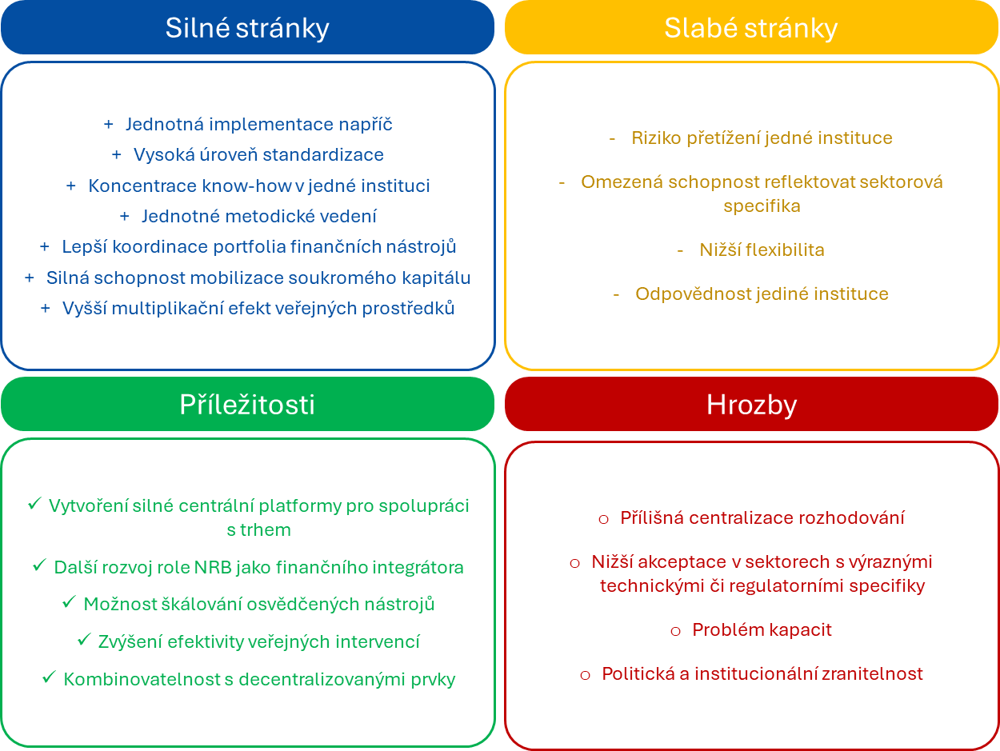 Silné stránky
+ Jednotná implementace napříč
+ Vysoká úroveň standardizace
+ Koncentrace know-how v jedné instituci
+ Jednotné metodické vedení
+ Lepší koordinace portfolia finančních nástrojů
+ Silná schopnost mobilizace soukromého kapitálu
+ Vyšší multiplikační efekt veřejných prostředků
Slabé stránky
- Riziko přetížení jedné instituce
- Omezená schopnost reflektovat sektorová
specifika
- Nižší flexibilita
- Odpovědnost jediné instituce
Příležitosti
✓ Vytvoření silné centrální platformy pro spolupráci
s trhem
✓ Další rozvoj role NRB jako finančního integrátora
✓ Možnost škálování osvědčených nástrojů
✓ Zvýšení efektivity veřejných intervencí
✓ Kombinovatelnost s decentralizovanými prvky
Hrozby
o Přílišná centralizace rozhodování
o Nižší akceptace v sektorech s výraznými
technickými či regulatorními specifiky
o Problém kapacit
o Politická a institucionální zranitelnost